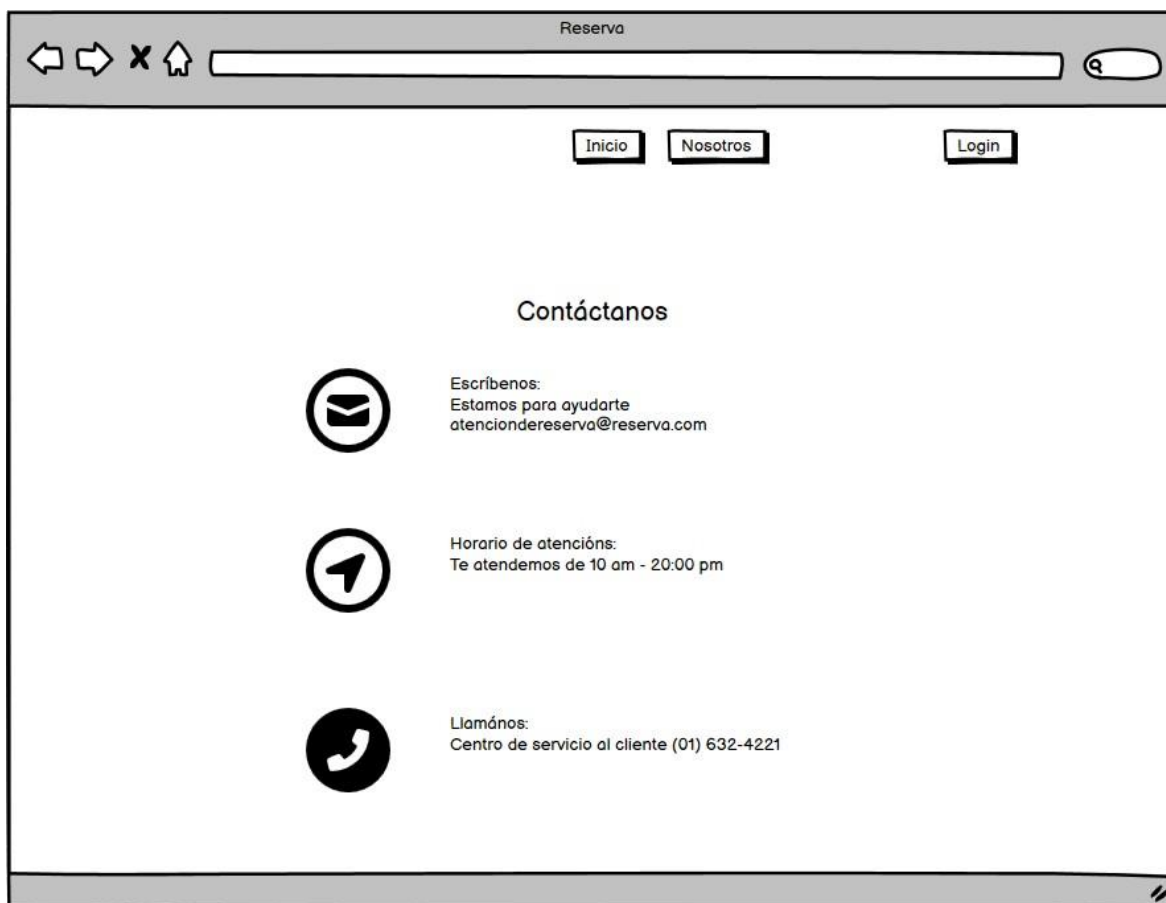 Reserva
Inicio
Nosotros
Login
Contáctanos
Escríbenos:
Estamos para ayudarte
atenciondereserva@reserva.com
Horario de atencións:
Te atendemos de 10 am - 20:00 pm
Llamános:
Centro de servicio al cliente (01) 632-4221